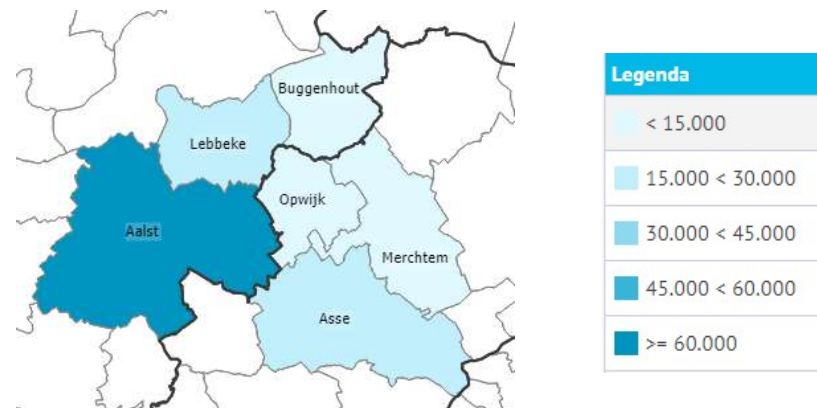 Buggenhout
Lebbeke
Opwijk
Aalst
Merchtem
Asse
Legenda
< 15.000
15.000 < 30.000
30.000 < 45.000
45.000 < 60.000
>= 60.000